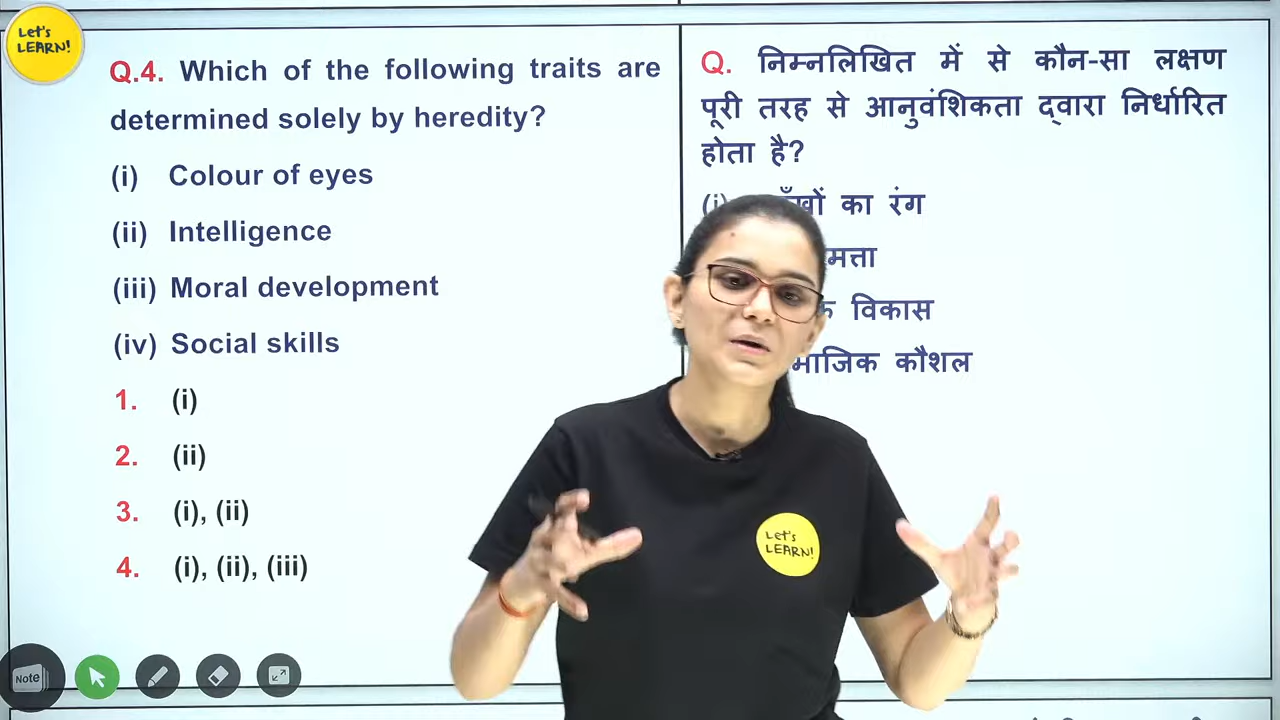 Let's
LEARN!
Q.4. Which of the following traits are
determined solely by heredity?
(i) Colour of eyes
(ii) Intelligence
(iii) Moral development
(iv) Social skills
1. (i)
2. (ii)
3. (i), (ii)
4. (i), (ii), (iii)
Q. निम्नलिखित में से कौन-सा लक्षण
पूरी तरह से आनुवंशिकता द्वारा निर्धारित
होता है?
का रंग
विकास
कौशल
Let's
LEARN!
Note